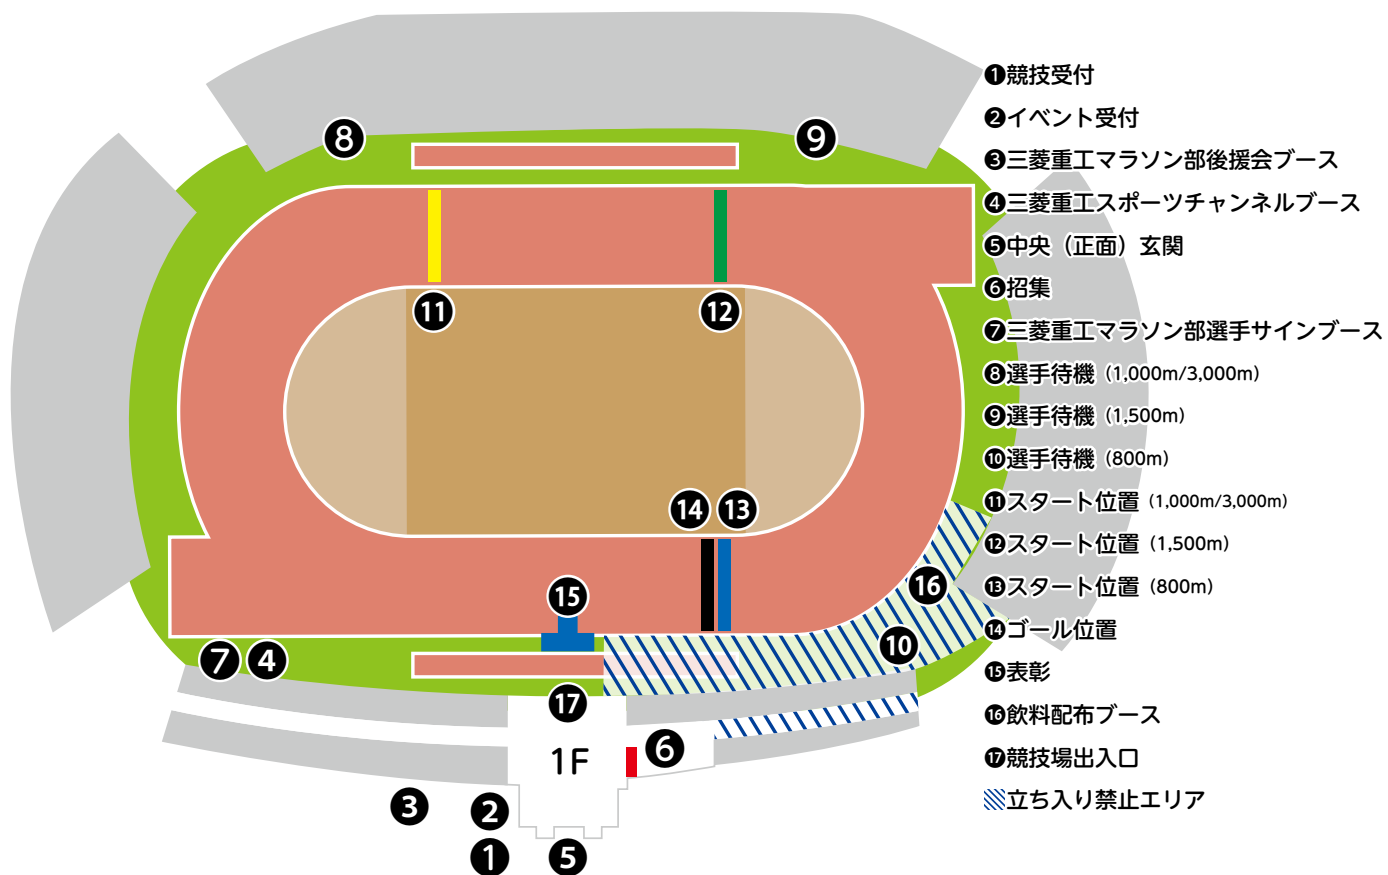 8
9
11
12
14
13
15
16
10
7
4
17
1F
6
3
2
1
5
❶競技受付
❷イベント受付
❸三菱重工マラソン部後援会ブース
❹三菱重工スポーツチャンネルブース
❺中央（正面）玄関
❻招集
❼三菱重工マラソン部選手サインブース
❽選手待機（1,000m/3,000m）
❾選手待機（1,500m）
❿選手待機（800m）
⓫スタート位置（1,000m/3,000m）
⓬スタート位置（1,500m）
⓭スタート位置（800m）
⓮ゴール位置
⓯表彰
⓰飲料配布ブース
⓱競技場出入口
立ち入り禁止エリア